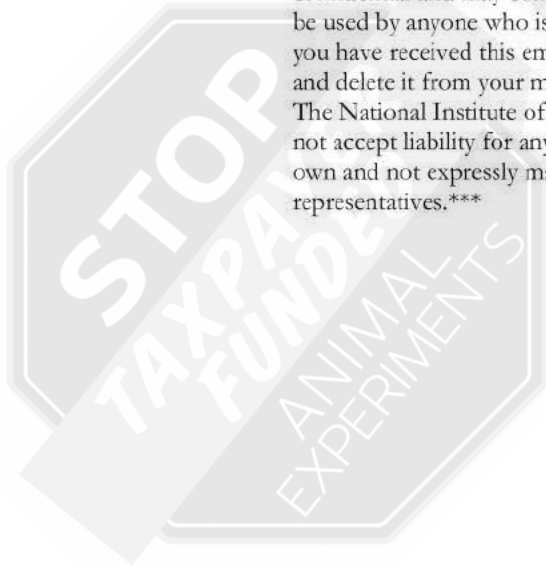 be used by anyone who is
you have received this em
and delete it from your m
The National Institute of
not accept liability for any
own and not expressly ma
representatives.***
STOP
TAXPAYER
FUNDED
ANIMAL
EXPERIMENTS